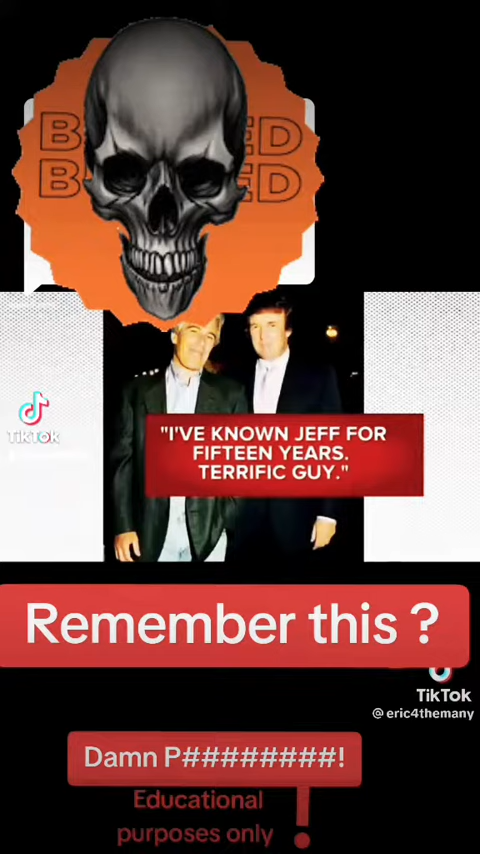 TikTok
"I'VE KNOWN JEFF FOR
FIFTEEN YEARS.
TERRIFIC GUY."
Remember this ?
TikTok
@eric4themany
Damn P########!
Educational
purposes only
!